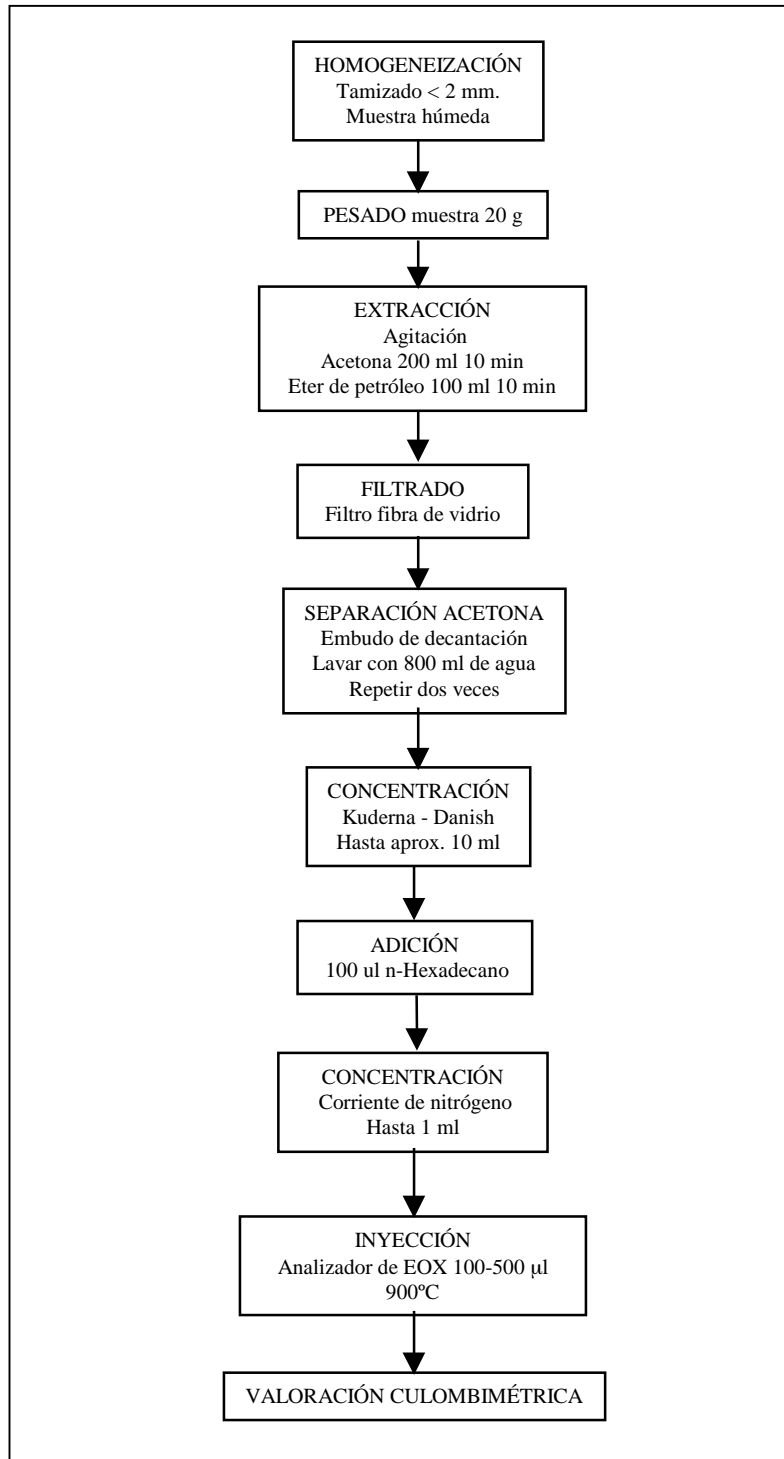 HOMOGENEIZACIÓN
Tamizado < 2 mm.
Muestra húmeda
PESADO muestra 20 g
EXTRACCIÓN
Agitación
Acetona 200 ml 10 min
Eter de petróleo 100 ml 10 min
FILTRADO
Filtro fibra de vidrio
SEPARACIÓN ACETONA
Embudo de decantación
Lavar con 800 ml de agua
Repetir dos veces
CONCENTRACIÓN
Kuderna - Danish
Hasta aprox. 10 ml
ADICIÓN
100 ul n-Hexadecano
CONCENTRACIÓN
Corriente de nitrógeno
Hasta 1 ml
INYECCIÓN
Analizador de EOX 100-500 μl
900ºC
VALORACIÓN CULOMBIMÉTRICA